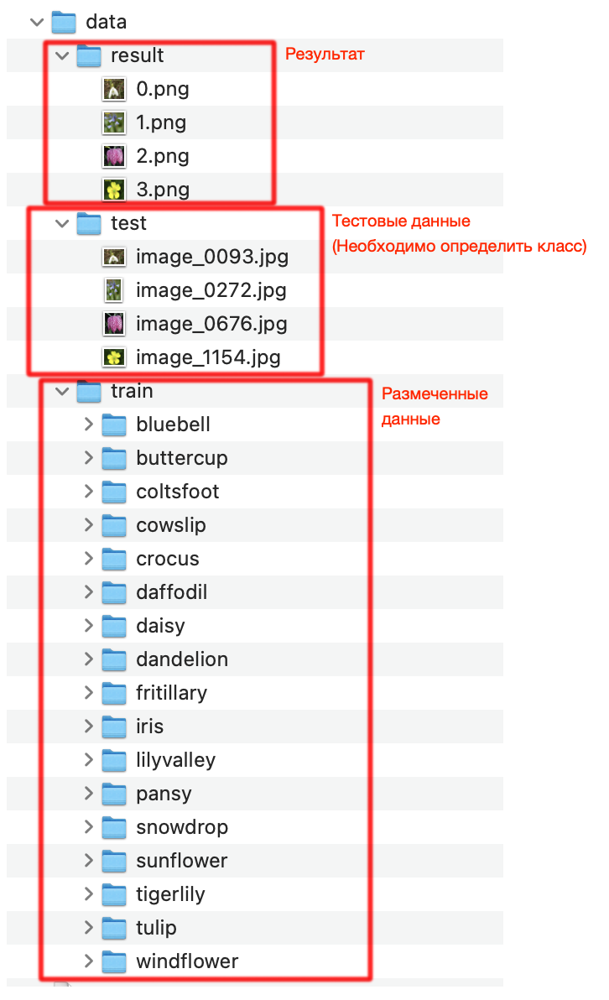 data
result
Результат
0.png
1.png
2.png
3.png
test
Тестовые данные
(Необходимо определить класс)
image_0093.jpg
image_0272.jpg
image_0676.jpg
image_1154.jpg
train
Размеченные
данные
bluebell
buttercup
coltsfoot
cowslip
crocus
daffodil
daisy
dandelion
fritillary
iris
lilyvalley
pansy
snowdrop
sunflower
tigerlily
tulip
windflower